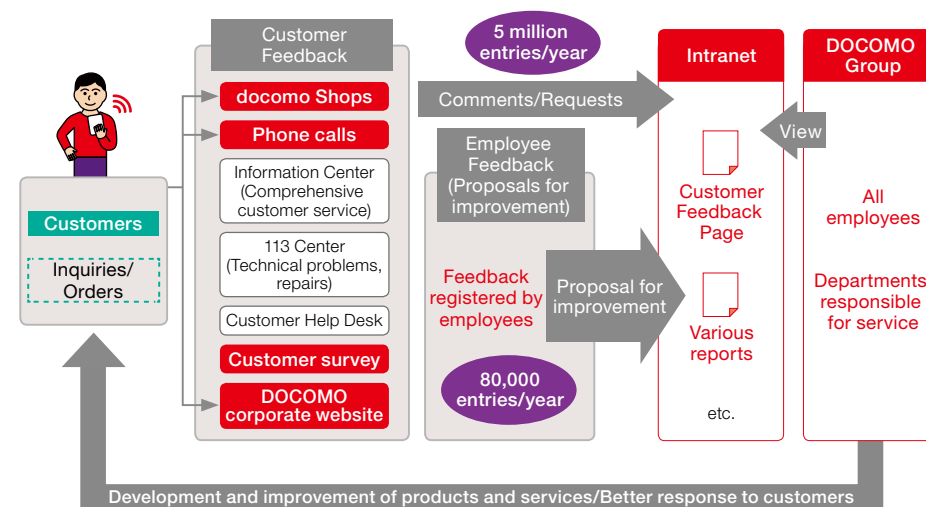 Customers
Inquiries/
Orders
Customer
Feedback
docomo Shops
Phone calls
Information Center
(Comprehensive
customer service)
113 Center
(Technical problems,
repairs)
Customer Help Desk
Customer survey
DOCOMO
corporate website
5 million
entries/year
Comments/Requests
Employee
Feedback
(Proposals for
improvement)
Feedback
registered by
employees
80,000
entries/year
Proposal for
improvement
Intranet
Customer
Feedback
Page
Various
reports
etc.
View
DOCOMO
Group
All
employees
Departments
responsible
for service
Development and improvement of products and services/Better response to customers